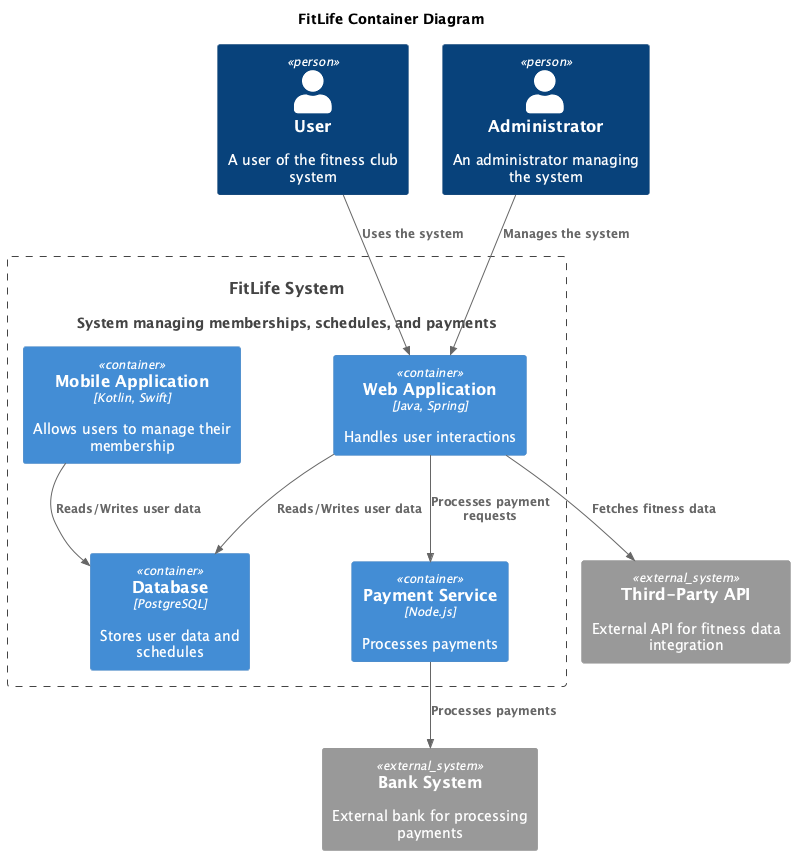 FitLife Container Diagram
«person»
User
A user of the fitness club
system
«person»
Administrator
An administrator managing
the system
Uses the system
Manages the system
FitLife System
System managing memberships, schedules, and payments
«container»
Mobile Application
[Kotlin, Swift]
Allows users to manage their
membership
«container»
Web Application
[Java, Spring]
Handles user interactions
Reads/Writes user data
Reads/Writes user data
Processes payment
requests
Fetches fitness data
«container»
Database
[PostgreSQL]
Stores user data and
schedules
«container»
Payment Service
[Node.js]
Processes payments
«external_system»
Third-Party API
External API for fitness data
integration
Processes payments
«external_system»
Bank System
External bank for processing
payments